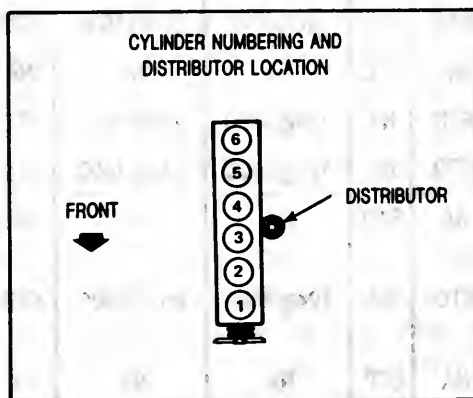 CYLINDER NUMBERING AND
DISTRIBUTOR LOCATION
6
5
4
FRONT
DISTRIBUTOR
3
2
1